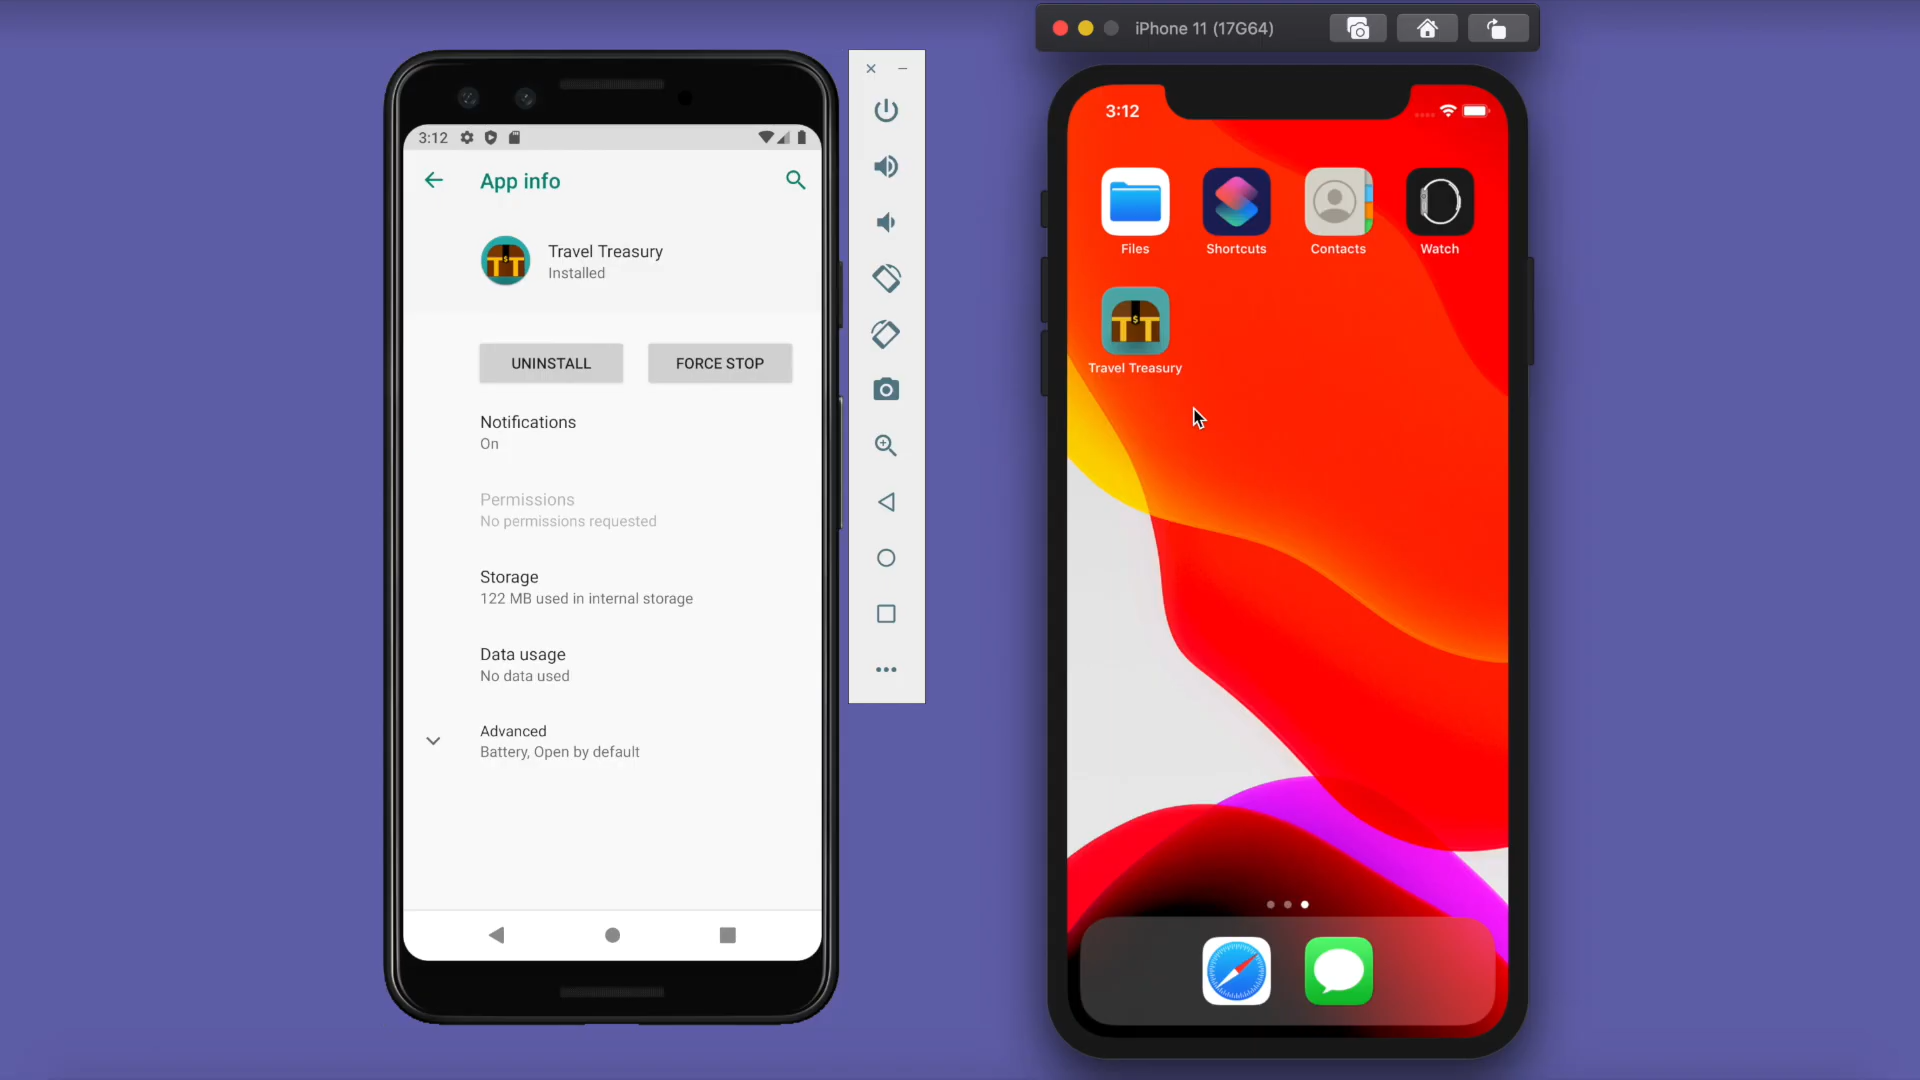 3:12
App info
Travel Treasury
Installed
UNINSTALL
FORCE STOP
Notifications
On
Permissions
No permissions requested
Storage
122 MB used in internal storage
Data usage
No data used
Advanced
Battery, Open by default
iPhone 11 (17G64)
3:12
Files
Shortcuts
Contacts
Watch
Travel Treasury